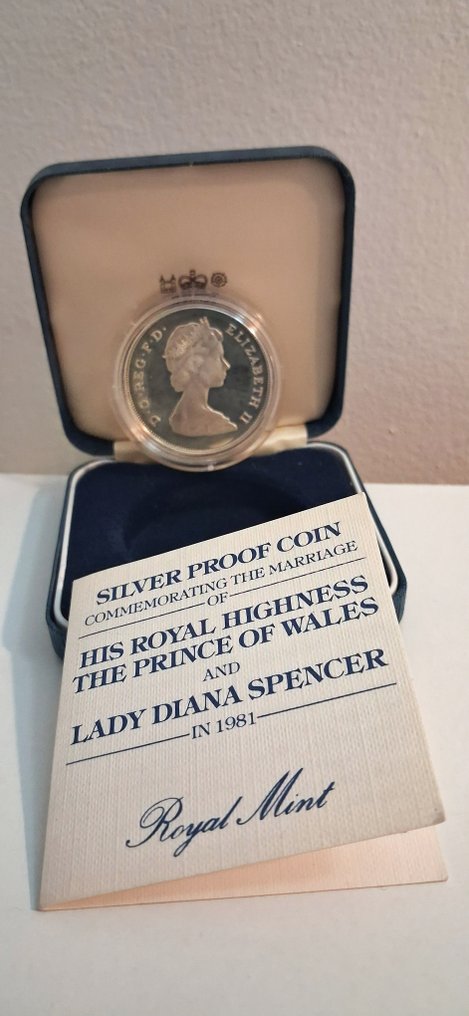 D·G·REG·F·D· ELIZABETH II
SILVER PROOF COIN
COMMEMORATING THE MARRIAGE
OF
HIS ROYAL HIGHNESS
THE PRINCE OF WALES
AND
LADY DIANA SPENCER
IN 1981
Royal Mint